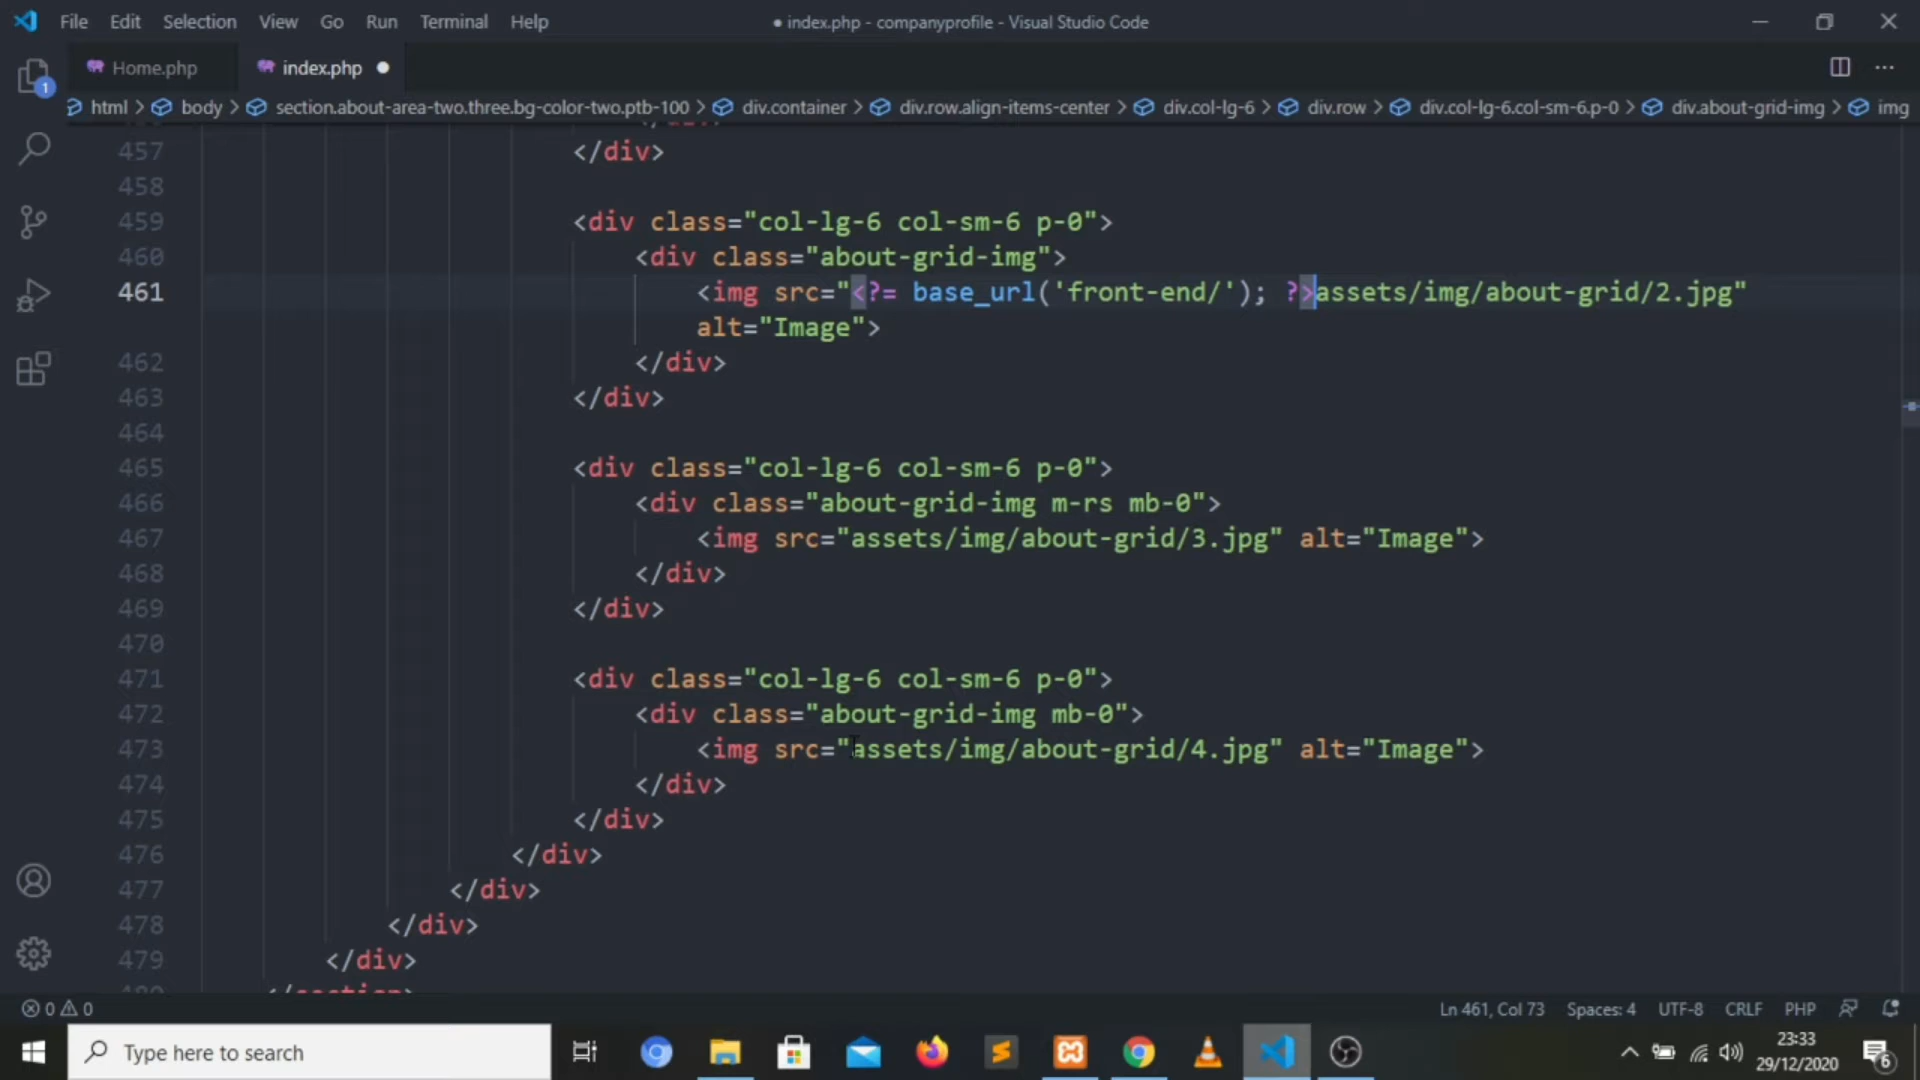 File Edit Selection View Go Run Terminal Help
● index.php - companyprofile - Visual Studio Code
Home.php
index.php ●
html > body > section.about-area-two.three.bg-color-two.ptb-100 > div.container > div.row.align-items-center > div.col-lg-6 > div.row > div.col-lg-6.col-sm-6.p-0 > div.about-grid-img > img
1
457 </div>
458
459 <div class="col-lg-6 col-sm-6 p-0">
460 <div class="about-grid-img">
461 <img src="<?= base_url('front-end/'); ?>assets/img/about-grid/2.jpg"
alt="Image">
462 </div>
463 </div>
464
465 <div class="col-lg-6 col-sm-6 p-0">
466 <div class="about-grid-img m-rs mb-0">
467 <img src="assets/img/about-grid/3.jpg" alt="Image">
468 </div>
469 </div>
470
471 <div class="col-lg-6 col-sm-6 p-0">
472 <div class="about-grid-img mb-0">
473 <img src="assets/img/about-grid/4.jpg" alt="Image">
474 </div>
475 </div>
476 </div>
477 </div>
478 </div>
479 </div>
480 </section>
0 0
Ln 461, Col 73 Spaces: 4 UTF-8 CRLF PHP
Type here to search
23:33
29/12/2020
6